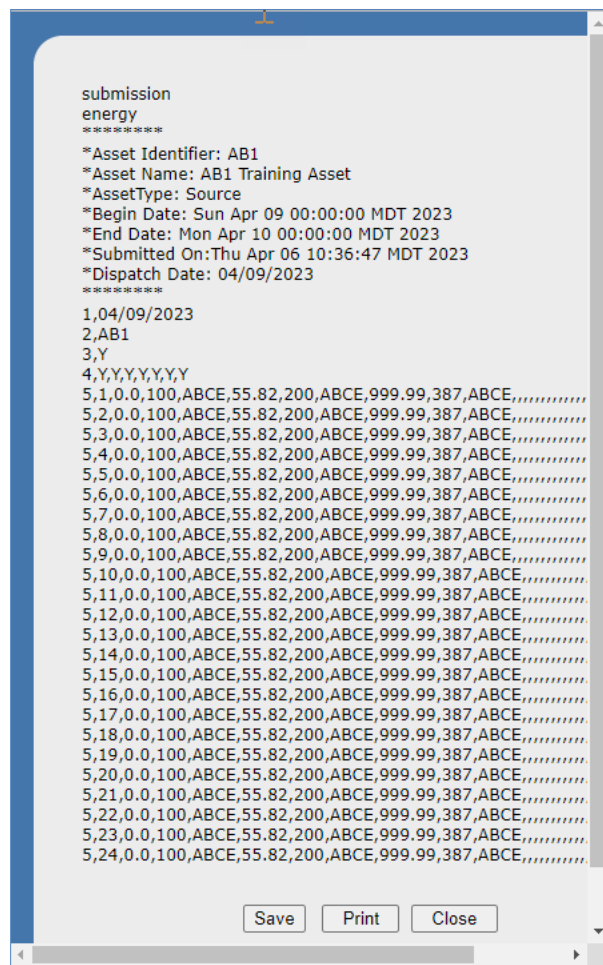 submission
energy
********
*Asset Identifier: AB1
*Asset Name: AB1 Training Asset
*AssetType: Source
*Begin Date: Sun Apr 09 00:00:00 MDT 2023
*End Date: Mon Apr 10 00:00:00 MDT 2023
*Submitted On:Thu Apr 06 10:36:47 MDT 2023
*Dispatch Date: 04/09/2023
********
1,04/09/2023
2,AB1
3,Y
4,Y,Y,Y,Y,Y,Y,Y
5,1,0.0,100,ABCE,55.82,200,ABCE,999.99,387,ABCE,,,,,,,,,,,,,
5,2,0.0,100,ABCE,55.82,200,ABCE,999.99,387,ABCE,,,,,,,,,,,,,
5,3,0.0,100,ABCE,55.82,200,ABCE,999.99,387,ABCE,,,,,,,,,,,,,
5,4,0.0,100,ABCE,55.82,200,ABCE,999.99,387,ABCE,,,,,,,,,,,,,
5,5,0.0,100,ABCE,55.82,200,ABCE,999.99,387,ABCE,,,,,,,,,,,,,
5,6,0.0,100,ABCE,55.82,200,ABCE,999.99,387,ABCE,,,,,,,,,,,,,
5,7,0.0,100,ABCE,55.82,200,ABCE,999.99,387,ABCE,,,,,,,,,,,,,
5,8,0.0,100,ABCE,55.82,200,ABCE,999.99,387,ABCE,,,,,,,,,,,,,
5,9,0.0,100,ABCE,55.82,200,ABCE,999.99,387,ABCE,,,,,,,,,,,,,
5,10,0.0,100,ABCE,55.82,200,ABCE,999.99,387,ABCE,,,,,,,,,,,,
5,11,0.0,100,ABCE,55.82,200,ABCE,999.99,387,ABCE,,,,,,,,,,,,
5,12,0.0,100,ABCE,55.82,200,ABCE,999.99,387,ABCE,,,,,,,,,,,,
5,13,0.0,100,ABCE,55.82,200,ABCE,999.99,387,ABCE,,,,,,,,,,,,
5,14,0.0,100,ABCE,55.82,200,ABCE,999.99,387,ABCE,,,,,,,,,,,,
5,15,0.0,100,ABCE,55.82,200,ABCE,999.99,387,ABCE,,,,,,,,,,,,
5,16,0.0,100,ABCE,55.82,200,ABCE,999.99,387,ABCE,,,,,,,,,,,,
5,17,0.0,100,ABCE,55.82,200,ABCE,999.99,387,ABCE,,,,,,,,,,,,
5,18,0.0,100,ABCE,55.82,200,ABCE,999.99,387,ABCE,,,,,,,,,,,,
5,19,0.0,100,ABCE,55.82,200,ABCE,999.99,387,ABCE,,,,,,,,,,,,
5,20,0.0,100,ABCE,55.82,200,ABCE,999.99,387,ABCE,,,,,,,,,,,,
5,21,0.0,100,ABCE,55.82,200,ABCE,999.99,387,ABCE,,,,,,,,,,,,
5,22,0.0,100,ABCE,55.82,200,ABCE,999.99,387,ABCE,,,,,,,,,,,,
5,23,0.0,100,ABCE,55.82,200,ABCE,999.99,387,ABCE,,,,,,,,,,,,
5,24,0.0,100,ABCE,55.82,200,ABCE,999.99,387,ABCE,,,,,,,,,,,,
Save Print Close